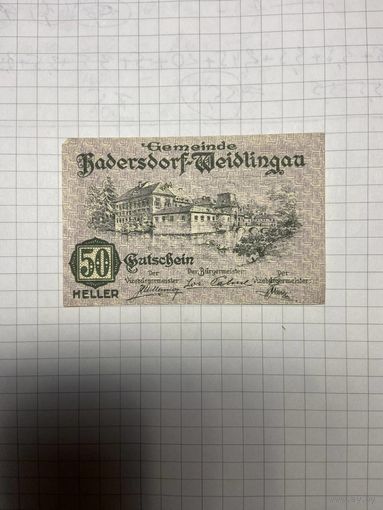 Gemeinde
Hadersdorf-Weidlingau
50
HELLER
Gutschein
Der Vizebürgermeister
Der Bürgermeister
Der Vizebürgermeister